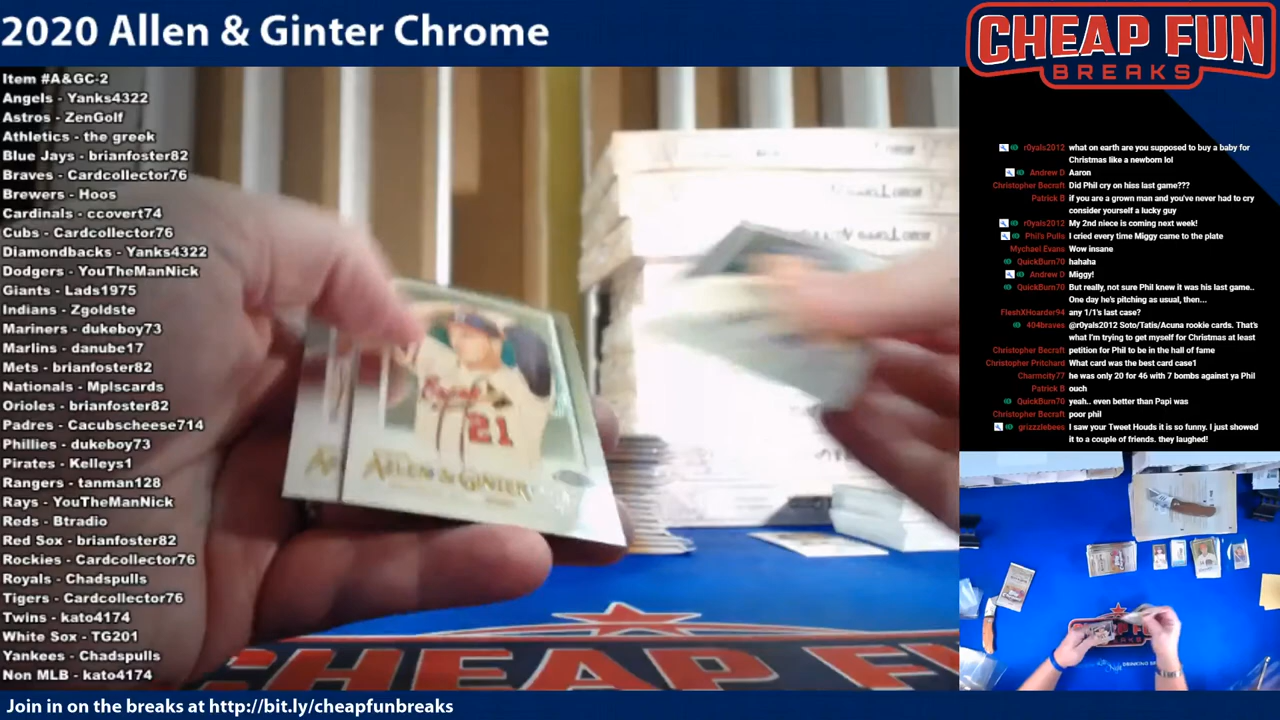 2020 Allen & Ginter Chrome
CHEAP FUN
BREAKS
Item #A&GC-2
Angels - Yanks4322
Astros - ZenGolf
Athletics - the greek
Blue Jays - brianfoster82
Braves - Cardcollector76
Brewers - Hoos
Cardinals - ccovert74
Cubs - Cardcollector76
Diamondbacks - Yanks4322
Dodgers - YouTheManNick
Giants - Lads1975
Indians - Zgoldste
Mariners - dukeboy73
Marlins - danube17
Mets - brianfoster82
Nationals - Mplscards
Orioles - brianfoster82
Padres - Cacubscheese714
Phillies - dukeboy73
Pirates - Kelleys1
Rangers - tanman128
Rays - YouTheManNick
Reds - Btradio
Red Sox - brianfoster82
Rockies - Cardcollector76
Royals - Chadspulls
Tigers - Cardcollector76
Twins - kato4174
White Sox - TG201
Yankees - Chadspulls
Non MLB - kato4174
21
ALLEN & GINTER
CHEAP FUN
r0yals2012 what on earth are you supposed to buy a baby for
Christmas like a newborn lol
Andrew D Aaron
Christopher Becraft Did Phil cry on hiss last game???
Patrick B if you are a grown man and you've never had to cry
consider yourself a lucky guy
r0yals2012 My 2nd niece is coming next week!
Phil's Pulls I cried every time Miggy came to the plate
Mychael Evans Wow insane
QuickBurn70 hahaha
Andrew D Miggy!
QuickBurn70 But really, not sure Phil knew it was his last game..
One day he's pitching as usual, then...
FleshXHoarder94 any 1/1's last case?
404braves @r0yals2012 Soto/Tatis/Acuna rookie cards. That's
what I'm trying to get myself for Christmas at least
Christopher Becraft petition for Phil to be in the hall of fame
Christopher Pritchard What card was the best card case1
Charmcity77 he was only 20 for 46 with 7 bombs against ya Phil
Patrick B ouch
QuickBurn70 yeah.. even better than Papi was
Christopher Becraft poor phil
grizzzlebees I saw your Tweet Houds it is so funny. I just showed
it to a couple of friends. they laughed!
CHEAP FUN
BREAKS
Join in on the breaks at http://bit.ly/cheapfunbreaks